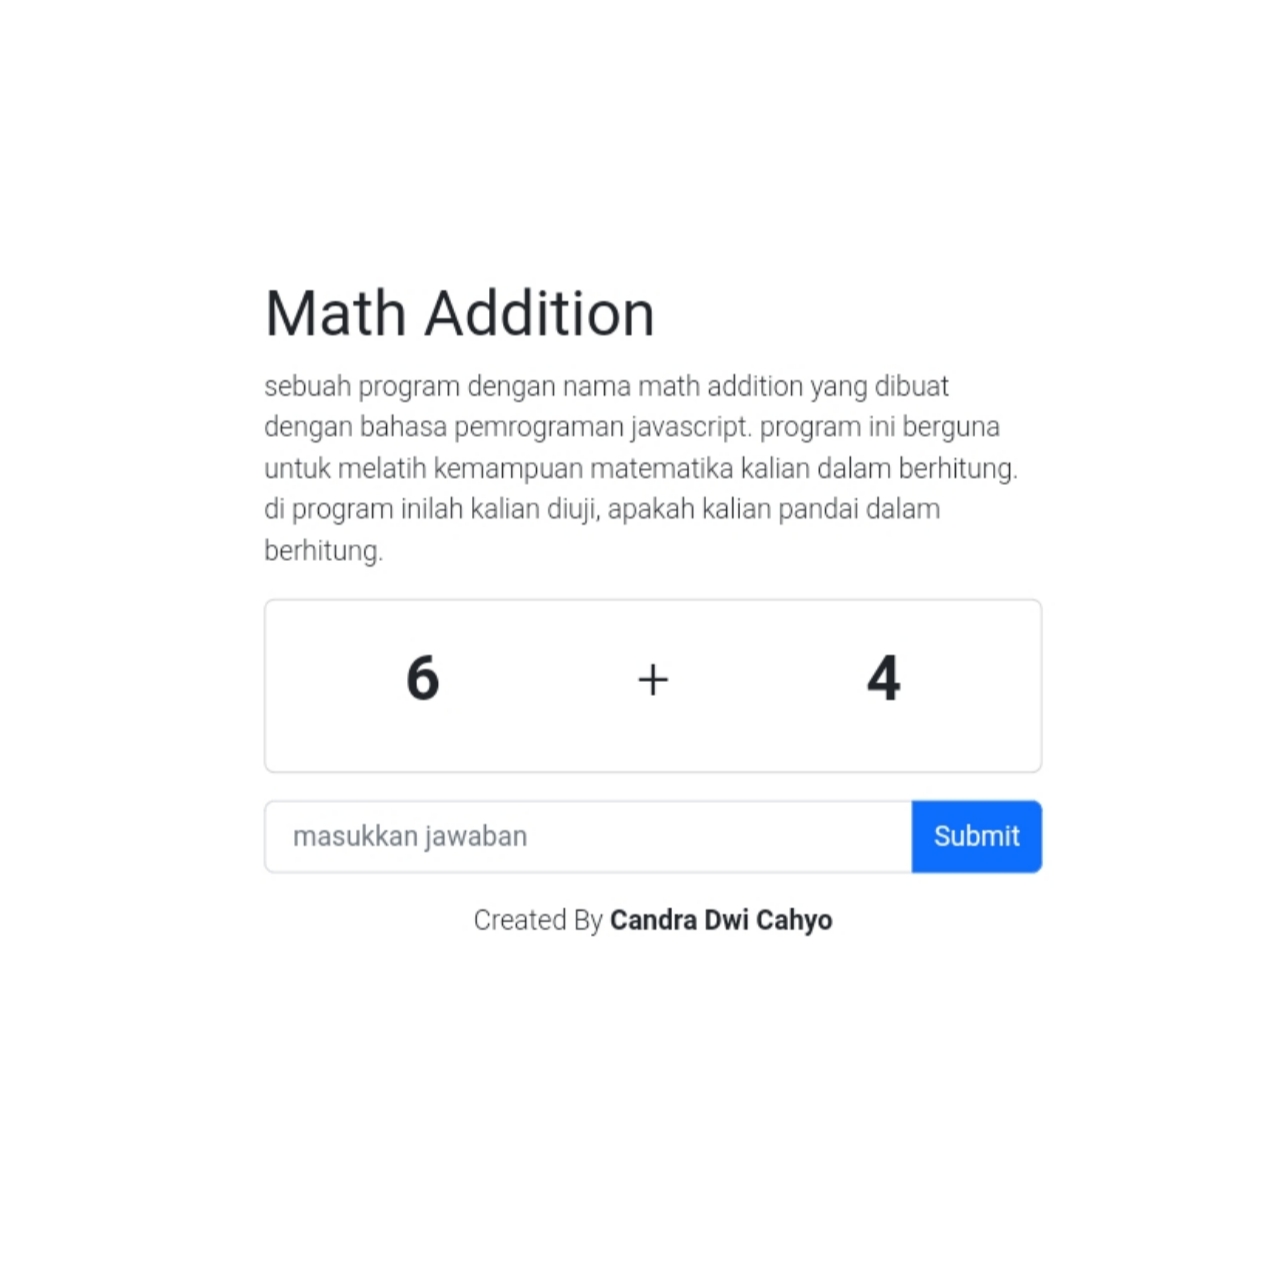 Math Addition
sebuah program dengan nama math addition yang dibuat
dengan bahasa pemrograman javascript. program ini berguna
untuk melatih kemampuan matematika kalian dalam berhitung.
di program inilah kalian diuji, apakah kalian pandai dalam
berhitung.
6 + 4
masukkan jawaban Submit
Created By Candra Dwi Cahyo